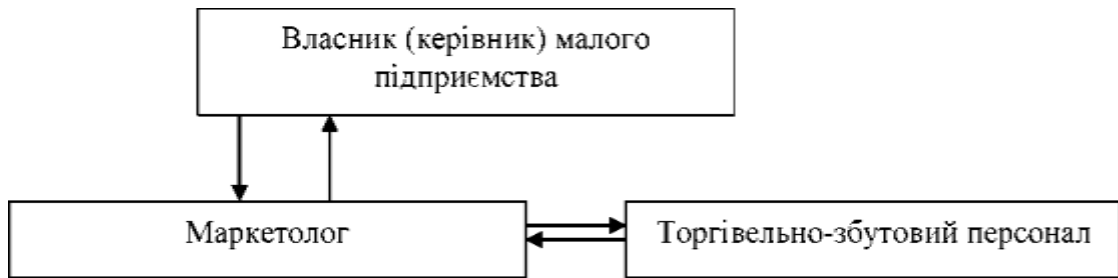 Власник (керівник) малого
підприємства
Маркетолог
Торгівельно-збутовий персонал